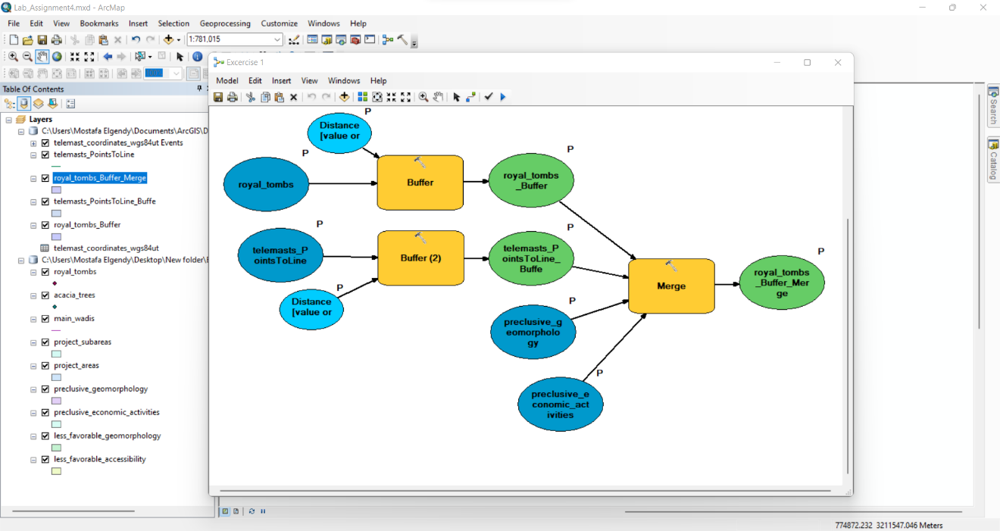 Lab_Assignment4.mxd - ArcMap
File Edit View Bookmarks Insert Selection Geoprocessing Customize Windows Help
1:781.015
Table Of Contents
Layers
C:\Users\Mostafa Elgendy\Documents\ArcGIS\D
telemast_coordinates_wgs84ut Events
telemasts_PointsToLine
royal_tombs_Buffer_Merge
telemasts_PointsToLine_Buffe
royal_tombs_Buffer
telemast_coordinates_wgs84ut
C:\Users\Mostafa Elgendy\Desktop\New folder\E
royal_tombs
acacia_trees
main_wadis
project_subareas
project_areas
preclusive_geomorphology
preclusive_economic_activities
less_favorable_geomorphology
less_favorable_accessibility
Excercise 1
Model Edit Insert View Windows Help
P
Distance
[value or
P
royal_tombs
Buffer
P
royal_tombs
_Buffer
P
telemasts_P
ointsToLine
Buffer (2)
P
telemasts_P
ointsToLine_
Buffe
P
Distance
[value or
Merge
P
royal_tombs
_Buffer_Mer
ge
P
preclusive_g
eomorpholo
gy
P
preclusive_e
conomic_act
ivities
Search
Catalog
774872.232 3211547.046 Meters